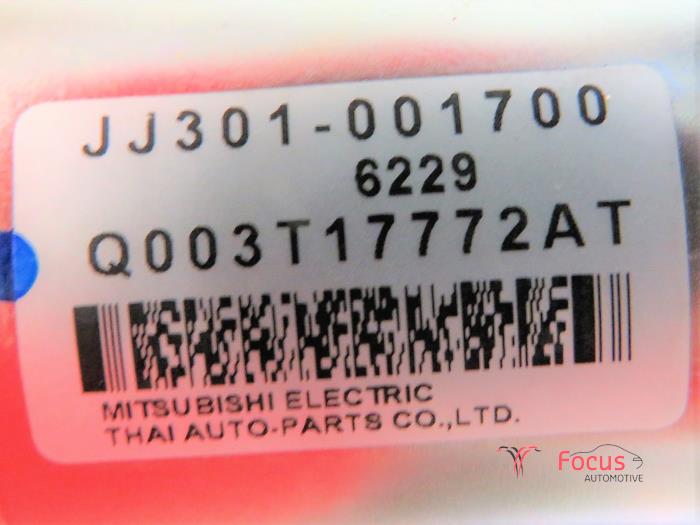 JJ301-001700
6229
Q003T17772AT
MITSUBISHI ELECTRIC
THAI AUTO-PARTS CO.,LTD.
Focus
AUTOMOTIVE